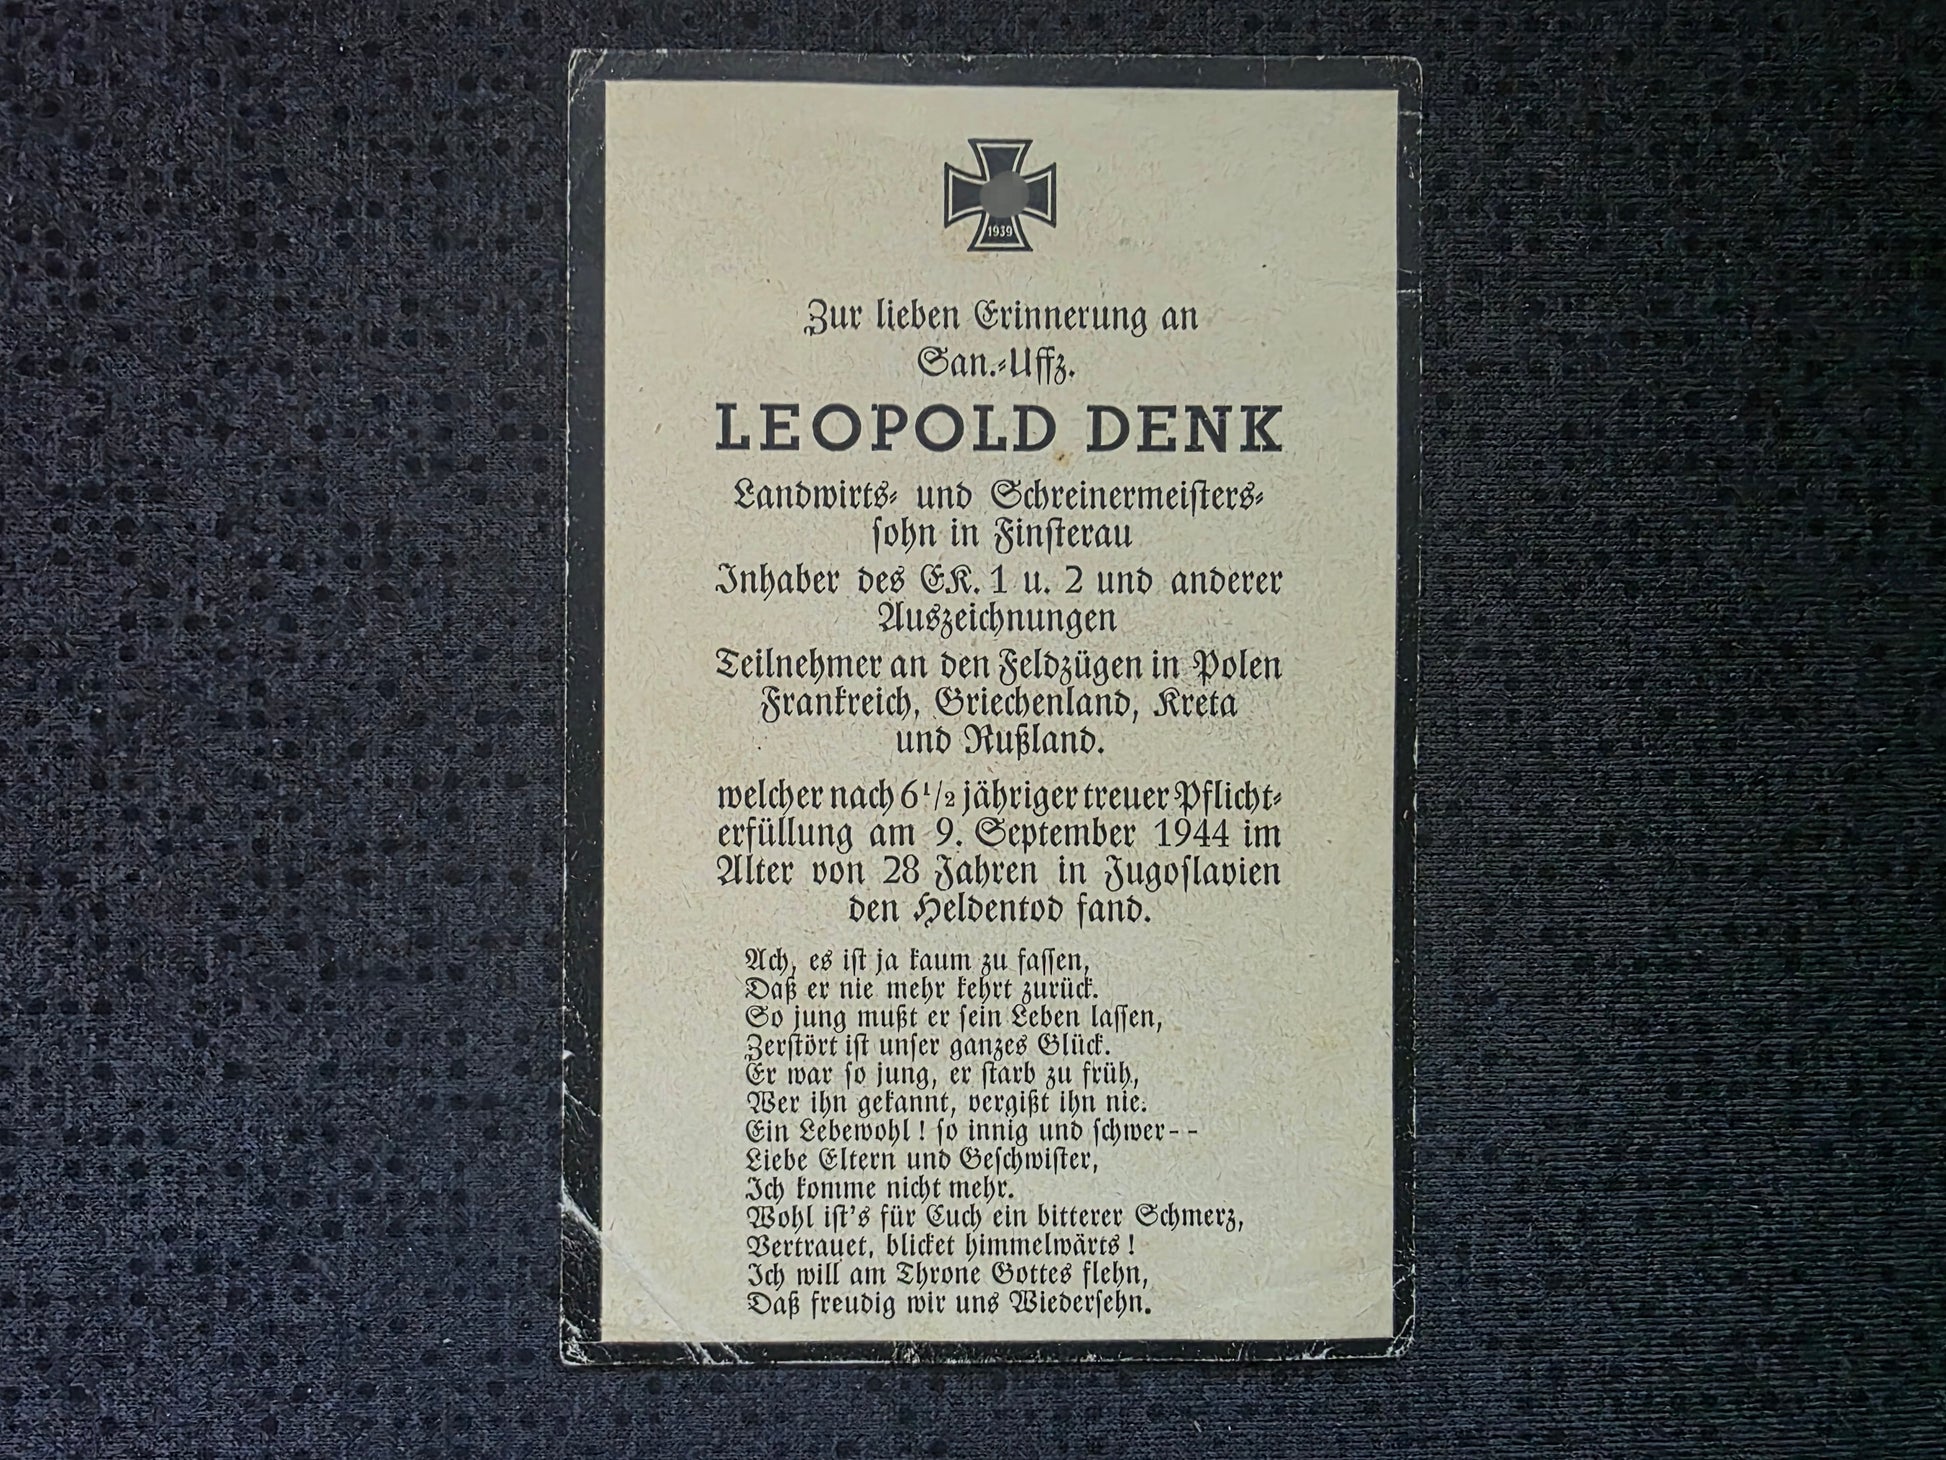 1939
Zur lieben Erinnerung an
San.-Uffz.
LEOPOLD DENK
Landwirts- und Schreinermeisters-
sohn in Finsterau
Inhaber des EK. 1 u. 2 und anderer
Auszeichnungen
Teilnehmer an den Feldzügen in Polen
Frankreich, Griechenland, Kreta
und Rußland.
welcher nach 6 1/2 jähriger treuer Pflicht-
erfüllung am 9. September 1944 im
Alter von 28 Jahren in Jugoslavien
den Heldentod fand.
Ach, es ist ja kaum zu fassen,
Daß er nie mehr kehrt zurück.
So jung mußt er sein Leben lassen,
Zerstört ist unser ganzes Glück.
Er war so jung, er starb zu früh,
Wer ihn gekannt, vergißt ihn nie.
Ein Lebewohl! so innig und schwer--
Liebe Eltern und Geschwister,
Ich komme nicht mehr.
Wohl ist's für Euch ein bitterer Schmerz,
Vertrauet, blicket himmelwärts!
Ich will am Throne Gottes flehn,
Daß freudig wir uns Wiedersehn.